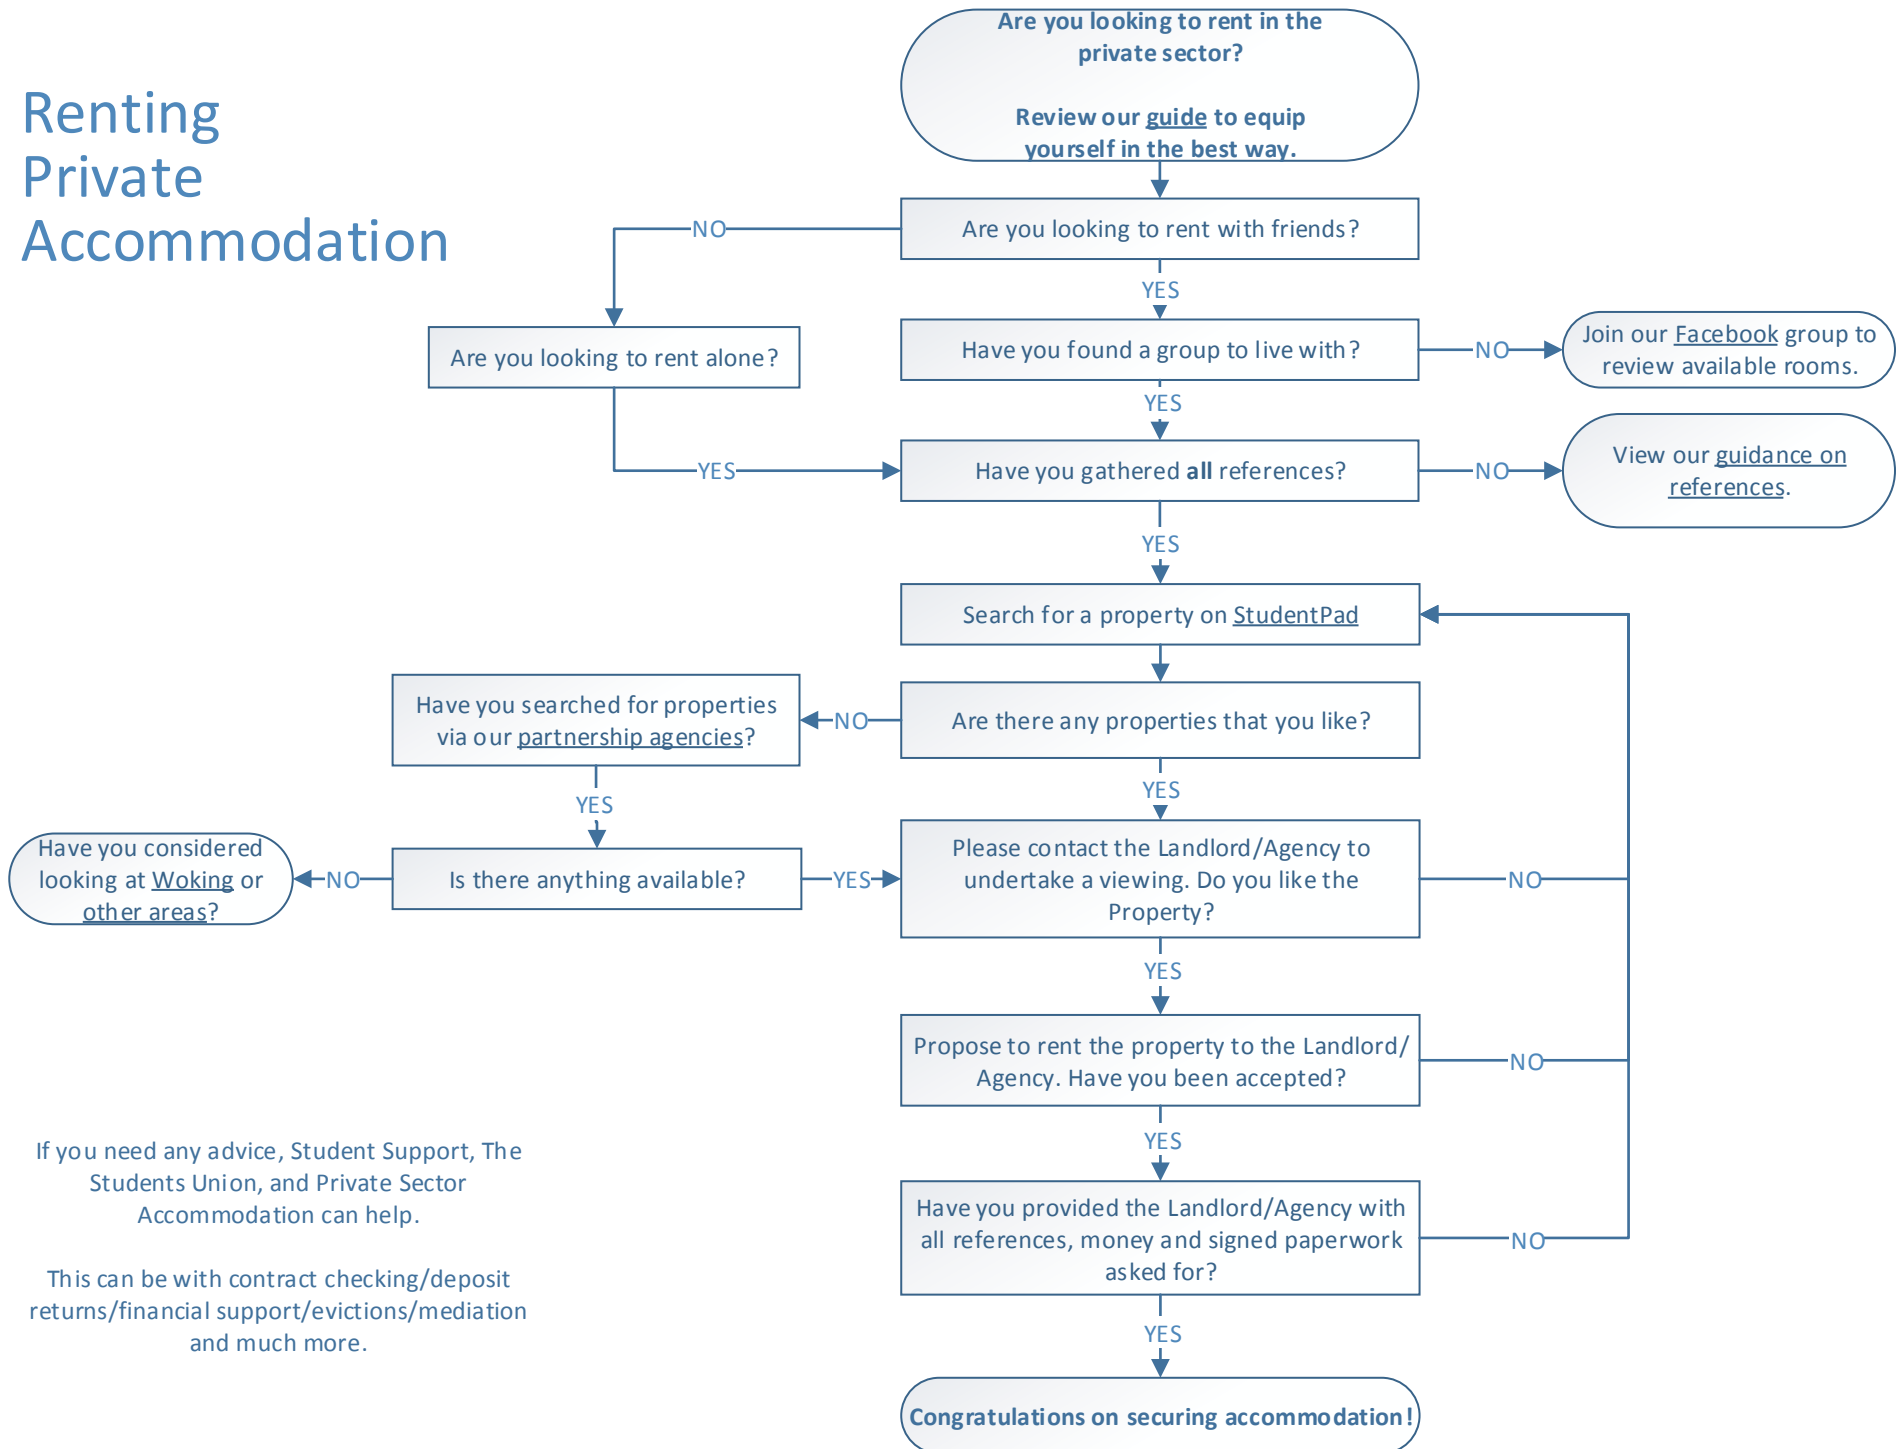 Renting
Private
Accommodation
Are you looking to rent in the
private sector?
Review our guide to equip
yourself in the best way.
Are you looking to rent with friends?
NO
YES
Are you looking to rent alone?
Have you found a group to live with?
NO
Join our Facebook group to
review available rooms.
YES
YES
Have you gathered all references?
NO
View our guidance on
references.
YES
Search for a property on StudentPad
Are there any properties that you like?
NO
Have you searched for properties
via our partnership agencies?
YES
YES
Have you considered
looking at Woking or
other areas?
NO
Is there anything available?
YES
Please contact the Landlord/Agency to
undertake a viewing. Do you like the
Property?
NO
YES
Propose to rent the property to the Landlord/
Agency. Have you been accepted?
NO
YES
Have you provided the Landlord/Agency with
all references, money and signed paperwork
asked for?
NO
YES
Congratulations on securing accommodation!
If you need any advice, Student Support, The
Students Union, and Private Sector
Accommodation can help.
This can be with contract checking/deposit
returns/financial support/evictions/mediation
and much more.